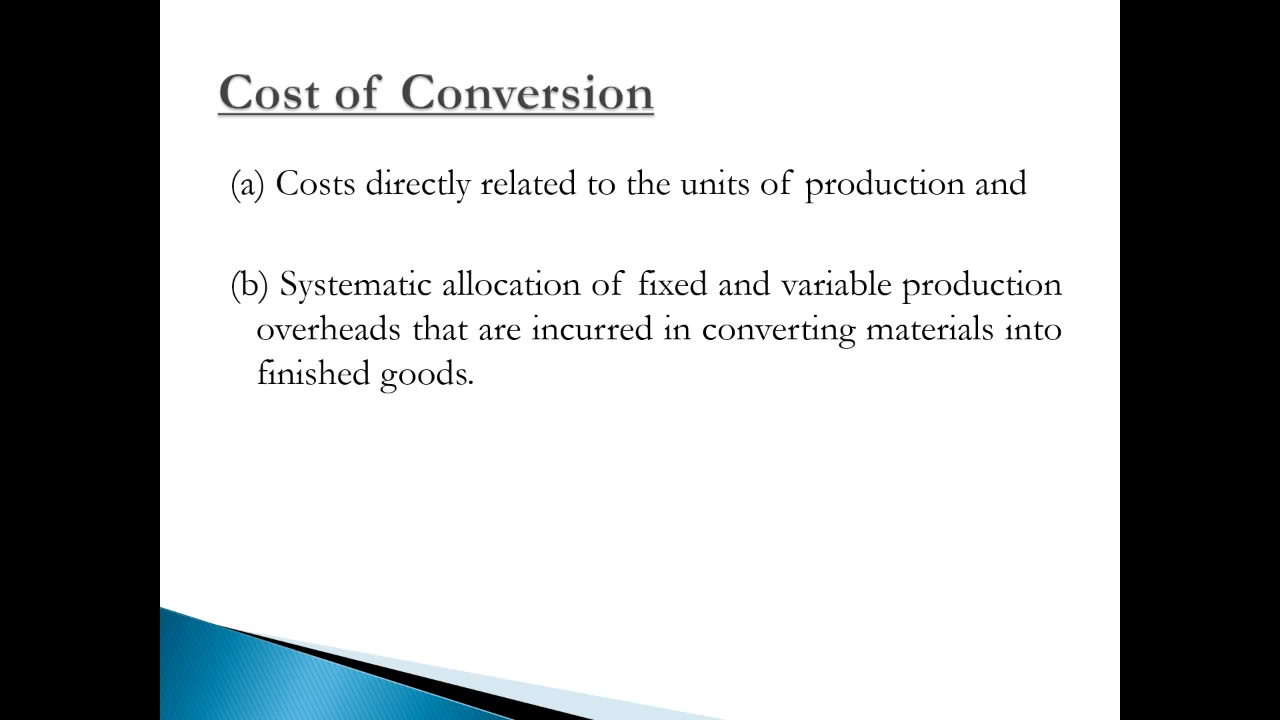 Cost of Conversion
(a) Costs directly related to the units of production and
(b) Systematic allocation of fixed and variable production
overheads that are incurred in converting materials into
finished goods.